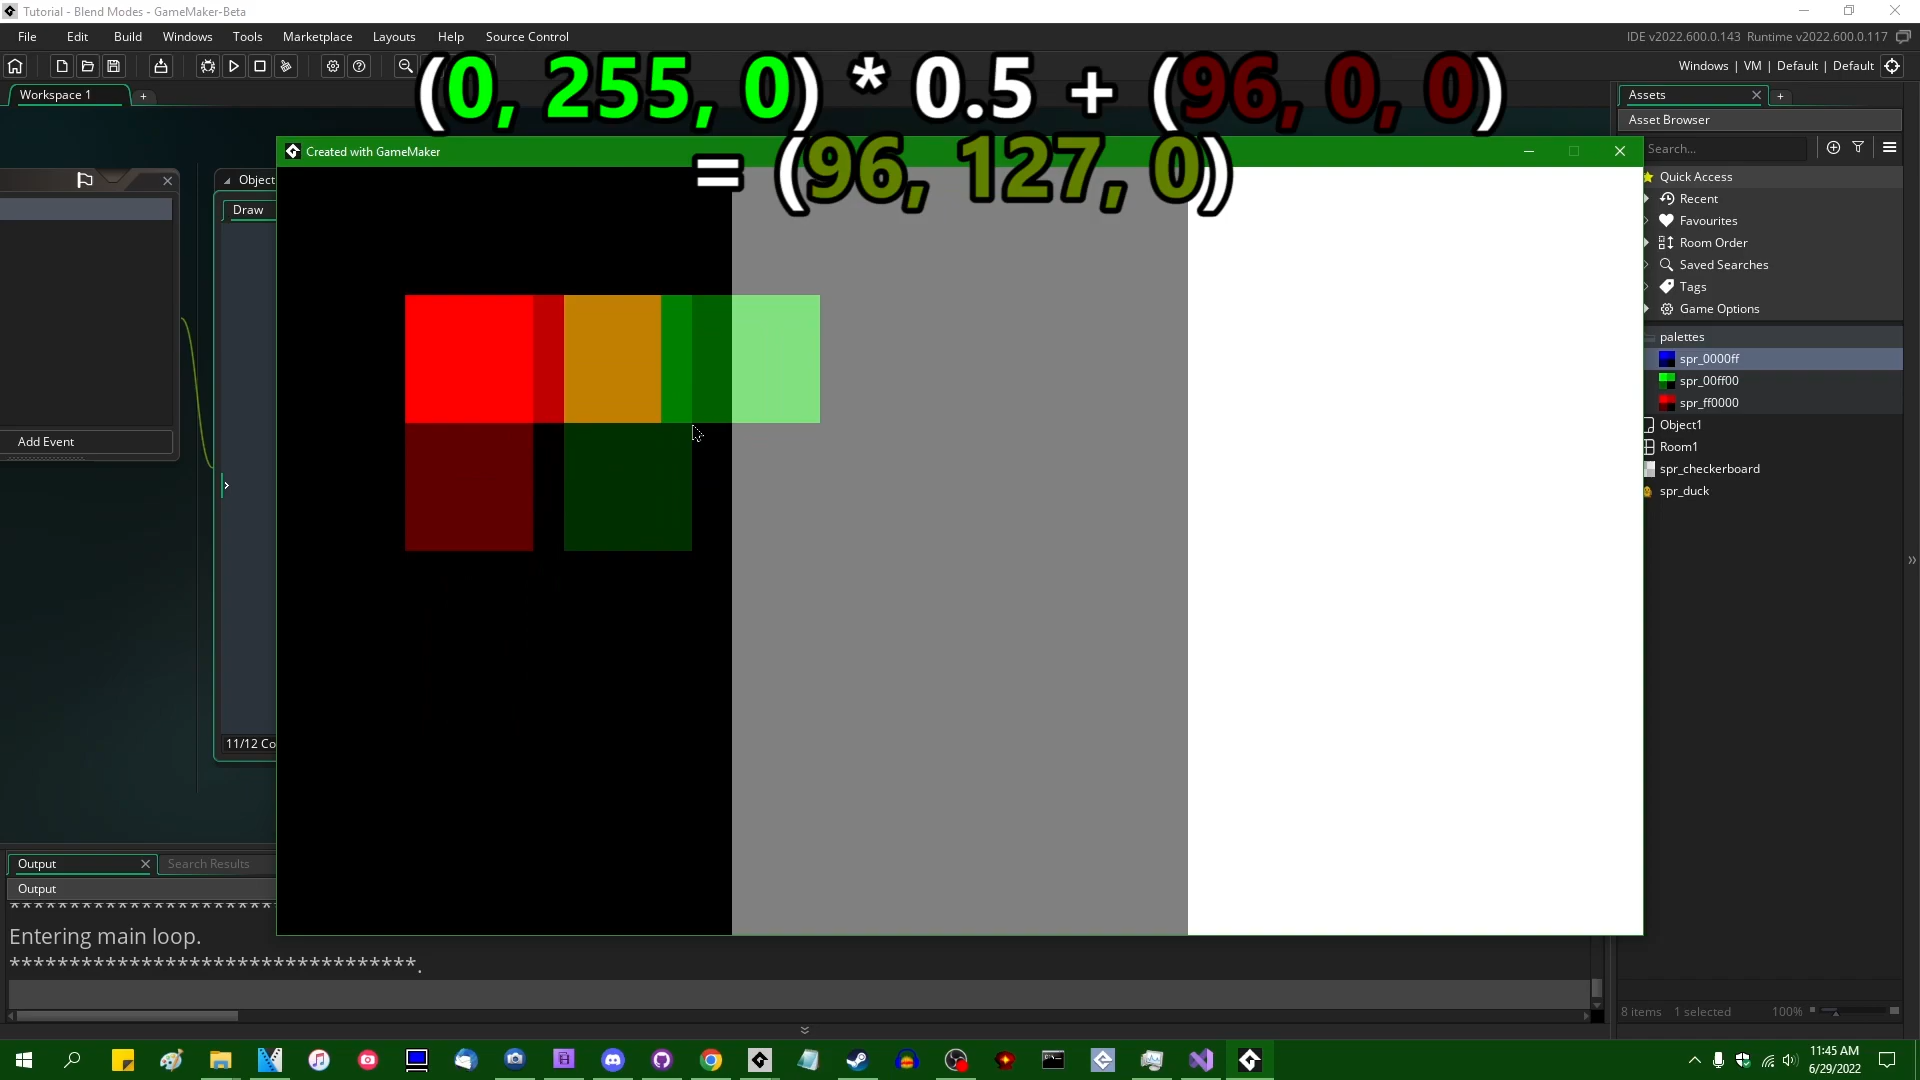 Tutorial - Blend Modes - GameMaker-Beta
File Edit Build Windows Tools Marketplace Layouts Help Source Control
IDE v2022.600.0.143 Runtime v2022.600.0.117
Windows | VM | Default | Default
Workspace 1
(0, 255, 0) * 0.5 + (96, 0, 0)
= (96, 127, 0)
Created with GameMaker
Object
Draw
Add Event
11/12 Co
Assets
Asset Browser
Search...
Quick Access
Recent
Favourites
Room Order
Saved Searches
Tags
Game Options
palettes
spr_0000ff
spr_00ff00
spr_ff0000
Object1
Room1
spr_checkerboard
spr_duck
8 items 1 selected 100%
Output Search Results
Output
Entering main loop.
**********************************.
11:45 AM
6/29/2022